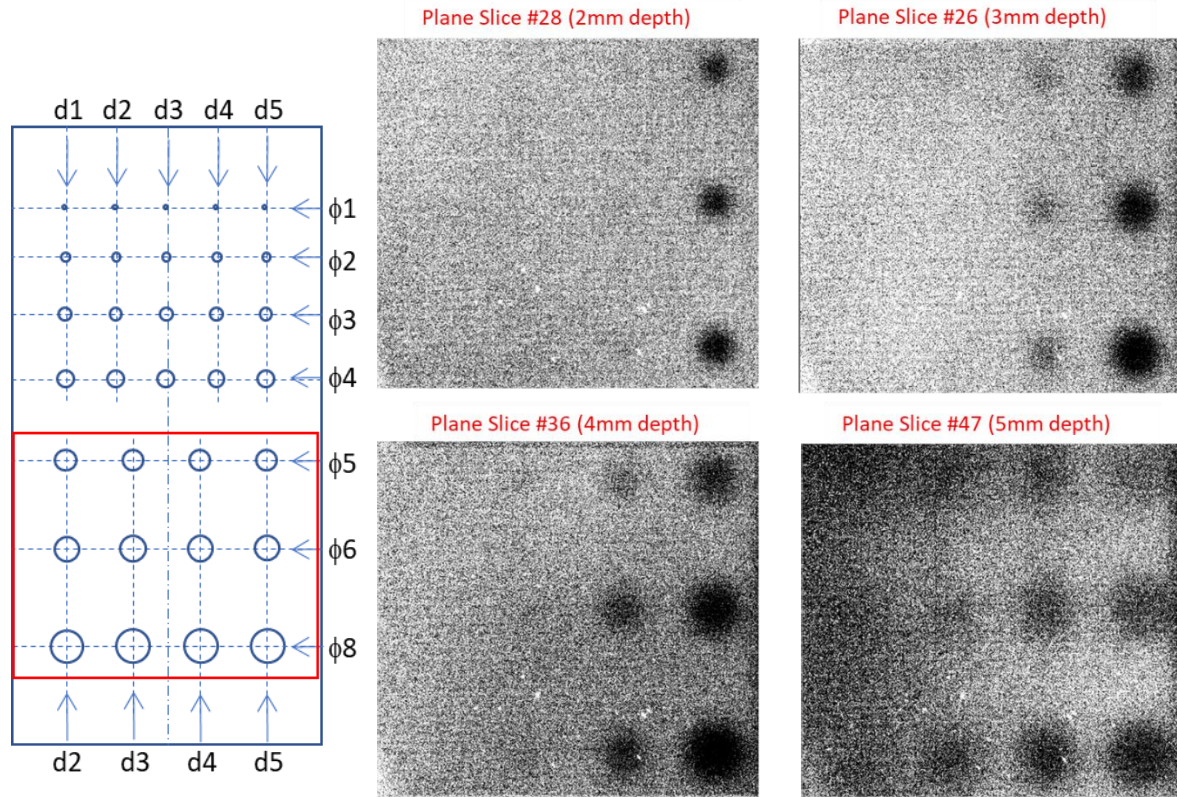 Plane Slice #28 (2mm depth)
Plane Slice #26 (3mm depth)
d1 d2 d3 d4 d5
ϕ1
ϕ2
ϕ3
ϕ4
ϕ5
ϕ6
ϕ8
d2 d3 d4 d5
Plane Slice #36 (4mm depth)
Plane Slice #47 (5mm depth)